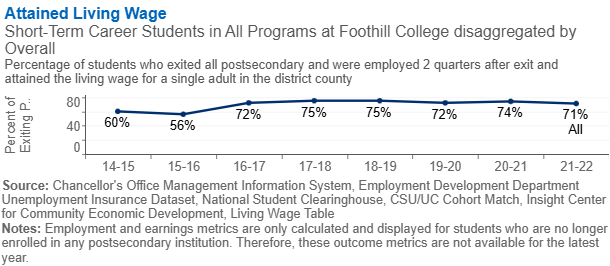 Attained Living Wage
Short-Term Career Students in All Programs at Foothill College disaggregated by
Overall
Percentage of students who exited all postsecondary and were employed 2 quarters after exit and
attained the living wage for a single adult in the district county
Percent of
Exiting P..
80
40
0
60%
56%
72%
75%
75%
72%
74%
71%
All
14-15
15-16
16-17
17-18
18-19
19-20
20-21
21-22
Source: Chancellor's Office Management Information System, Employment Development Department
Unemployment Insurance Dataset, National Student Clearinghouse, CSU/UC Cohort Match, Insight Center
for Community Economic Development, Living Wage Table
Notes: Employment and earnings metrics are only calculated and displayed for students who are no longer
enrolled in any postsecondary institution. Therefore, these outcome metrics are not available for the latest
year.